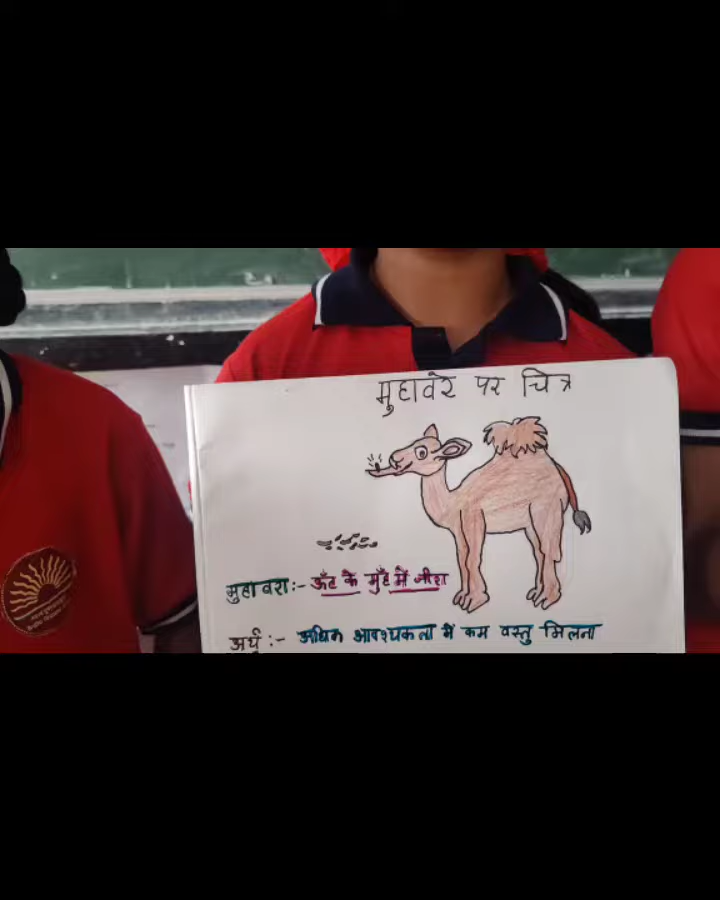 मुहावरे पर चित्र
मुहावरा:- ऊँट के मुँह में जीरा
अर्थ:- अधिक आवश्यकता में कम वस्तु मिलना